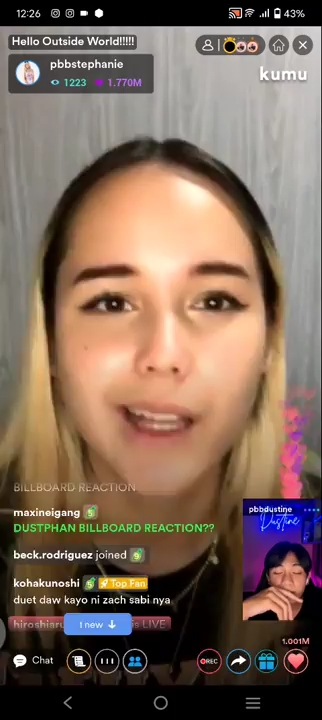 12:26
43%
Hello Outside World!!!!!
pbbstephanie
1223 1.770M
kumu
BILLBOARD REACTION
maxineigang
DUSTPHAN BILLBOARD REACTION??
beck.rodriguez joined
kohakunoshi Top Fan
duet daw kayo ni zach sabi nya
1 new
is LIVE
pbbdustine
Dustine
1.001M
Chat
REC